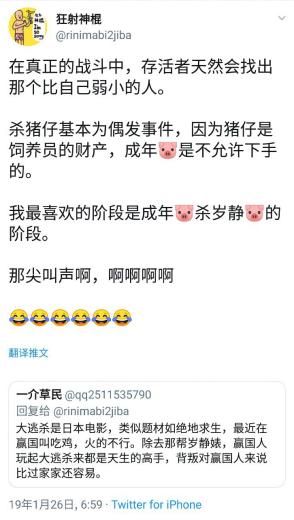 狂射神棍
@rinimabi2jiba
在真正的战斗中，存活者天然会找出
那个比自己弱小的人。
杀猪仔基本为偶发事件，因为猪仔是
饲养员的财产，成年🐷是不允许下手
的。
我最喜欢的阶段是成年🐷杀岁静🐷的
阶段。
那尖叫声啊，啊啊啊啊
😂😂😂😂😂😂
翻译推文
一介草民 @qq2511535790
回复给 @rinimabi2jiba
大逃杀是日本电影，类似题材如绝地求生，最近在
赢国叫吃鸡，火的不行。除去那帮岁静婊，赢国人
玩起大逃杀来都是天生的高手，背叛对赢国人来说
比过家家还容易。
19年1月26日, 6:59 · Twitter for iPhone